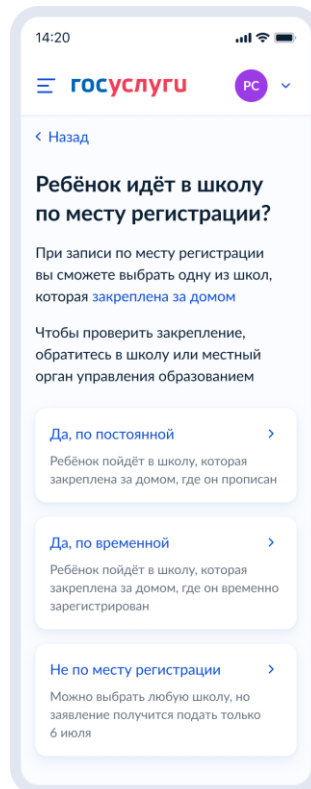 14:20
госуслуги
РС
Назад
Ребёнок идёт в школу
по месту регистрации?
При записи по месту регистрации
вы сможете выбрать одну из школ,
которая закреплена за домом
Чтобы проверить закрепление,
обратитесь в школу или местный
орган управления образованием
Да, по постоянной
Ребёнок пойдёт в школу, которая
закреплена за домом, где он прописан
Да, по временной
Ребёнок пойдёт в школу, которая
закреплена за домом, где он временно
зарегистрирован
Не по месту регистрации
Можно выбрать любую школу, но
заявление получится подать только
6 июля